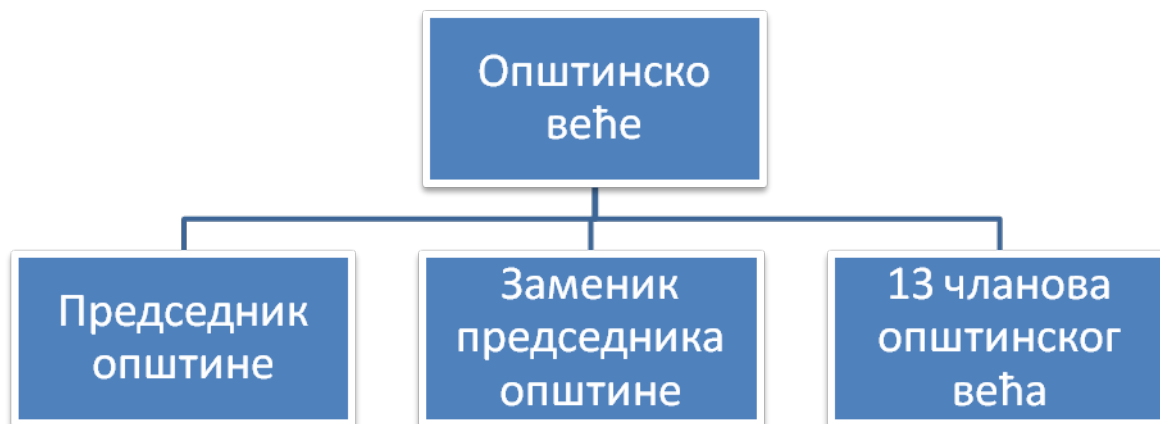 Општинско
веће
Председник
општине
Заменик
председника
општине
13 чланова
општинског
већа